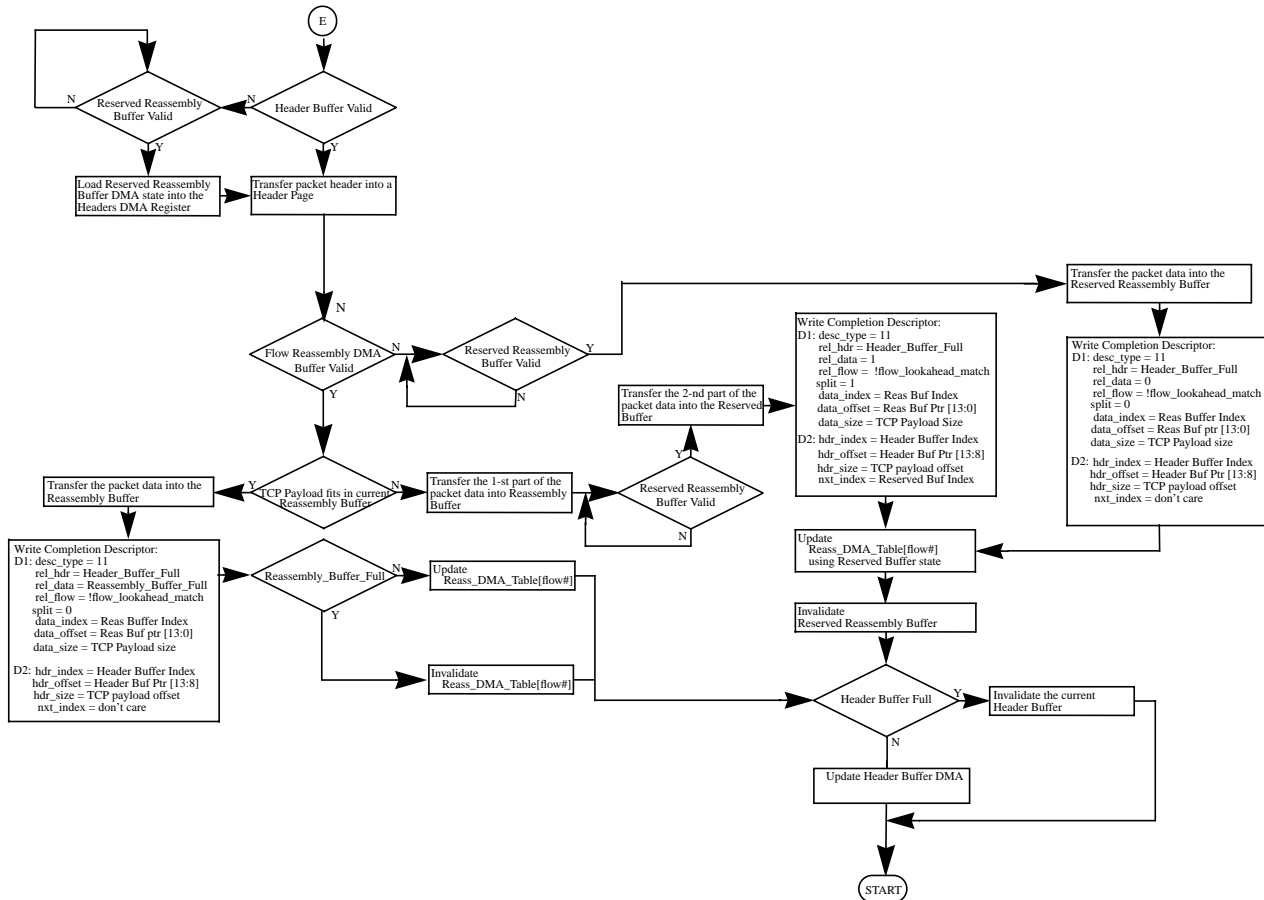 E
N
Reserved Reassembly
Buffer Valid
N
Header Buffer Valid
Y
Y
Load Reserved Reassembly
Buffer DMA state into the
Headers DMA Register
Transfer packet header into a
Header Page
N
Flow Reassembly DMA
Buffer Valid
N
Y
Reserved Reassembly
Buffer Valid
Y
N
Transfer the packet data into the
Reserved Reassembly Buffer
Write Completion Descriptor:
D1: desc_type = 11
rel_hdr = Header_Buffer_Full
rel_data = 1
rel_flow = !flow_lookahead_match
split = 1
data_index = Reas Buf Index
data_offset = Reas Buf Ptr [13:0]
data_size = TCP Payload Size
D2: hdr_index = Header Buffer Index
hdr_offset = Header Buf Ptr [13:8]
hdr_size = TCP payload offset
nxt_index = Reserved Buf Index
Write Completion Descriptor:
D1: desc_type = 11
rel_hdr = Header_Buffer_Full
rel_data = 0
rel_flow = !flow_lookahead_match
split = 0
data_index = Reas Buffer Index
data_offset = Reas Buf ptr [13:0]
data_size = TCP Payload size
D2: hdr_index = Header Buffer Index
hdr_offset = Header Buf Ptr [13:8]
hdr_size = TCP payload offset
nxt_index = don't care
Transfer the 2-nd part of the
packet data into the Reserved
Buffer
Y
Reserved Reassembly
Buffer Valid
N
Transfer the packet data into the
Reassembly Buffer
Y
TCP Payload fits in current
Reassembly Buffer
N
Transfer the 1-st part of the
packet data into Reassembly
Buffer
Write Completion Descriptor:
D1: desc_type = 11
rel_hdr = Header_Buffer_Full
rel_data = Reassembly_Buffer_Full
rel_flow = !flow_lookahead_match
split = 0
data_index = Reas Buffer Index
data_offset = Reas Buf ptr [13:0]
data_size = TCP Payload size
D2: hdr_index = Header Buffer Index
hdr_offset = Header Buf Ptr [13:8]
hdr_size = TCP payload offset
nxt_index = don't care
Reassembly_Buffer_Full
N
Y
Update
Reass_DMA_Table[flow#]
Invalidate
Reass_DMA_Table[flow#]
Update
Reass_DMA_Table[flow#]
using Reserved Buffer state
Invalidate
Reserved Reassembly Buffer
Header Buffer Full
Y
N
Invalidate the current
Header Buffer
Update Header Buffer DMA
START